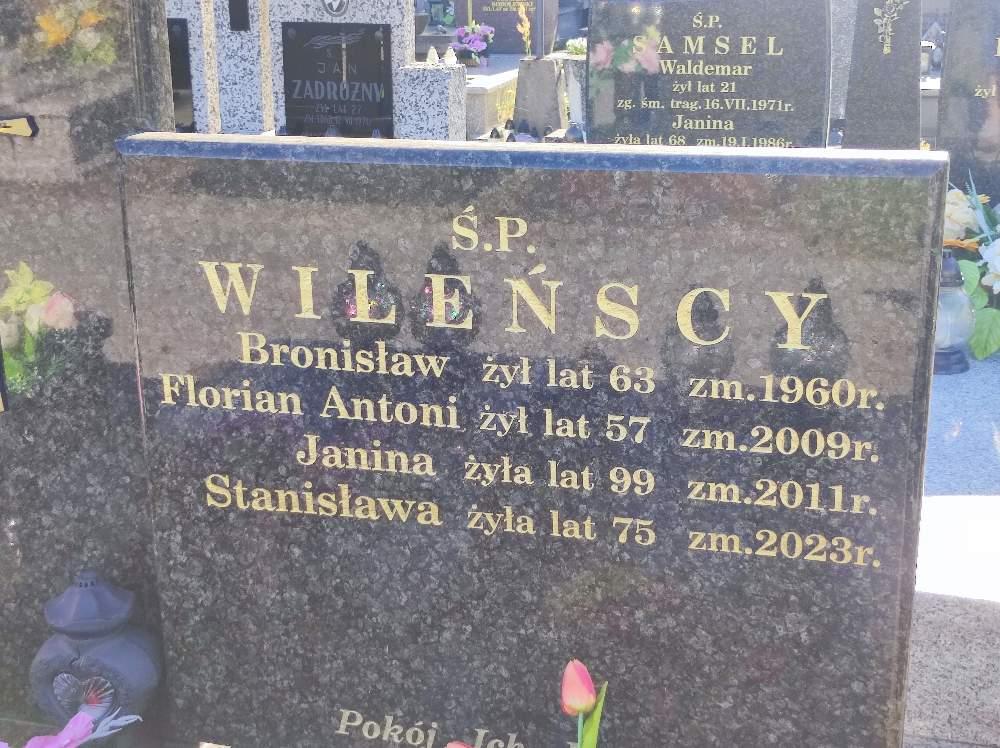 JAN
ZADROŻNY
ŻYŁ LAT 27
Ś.P.
SAMSEL
Waldemar
żył lat 21
zg. śm. trag. 16.VII.1971r.
Janina
żyła lat 68 zm.19.I.1986r.
Ś.P.
WILEŃSCY
Bronisław żył lat 63 zm.1960r.
Florian Antoni żył lat 57 zm.2009r.
Janina żyła lat 99 zm.2011r.
Stanisława żyła lat 75 zm.2023r.
Pokój Ich